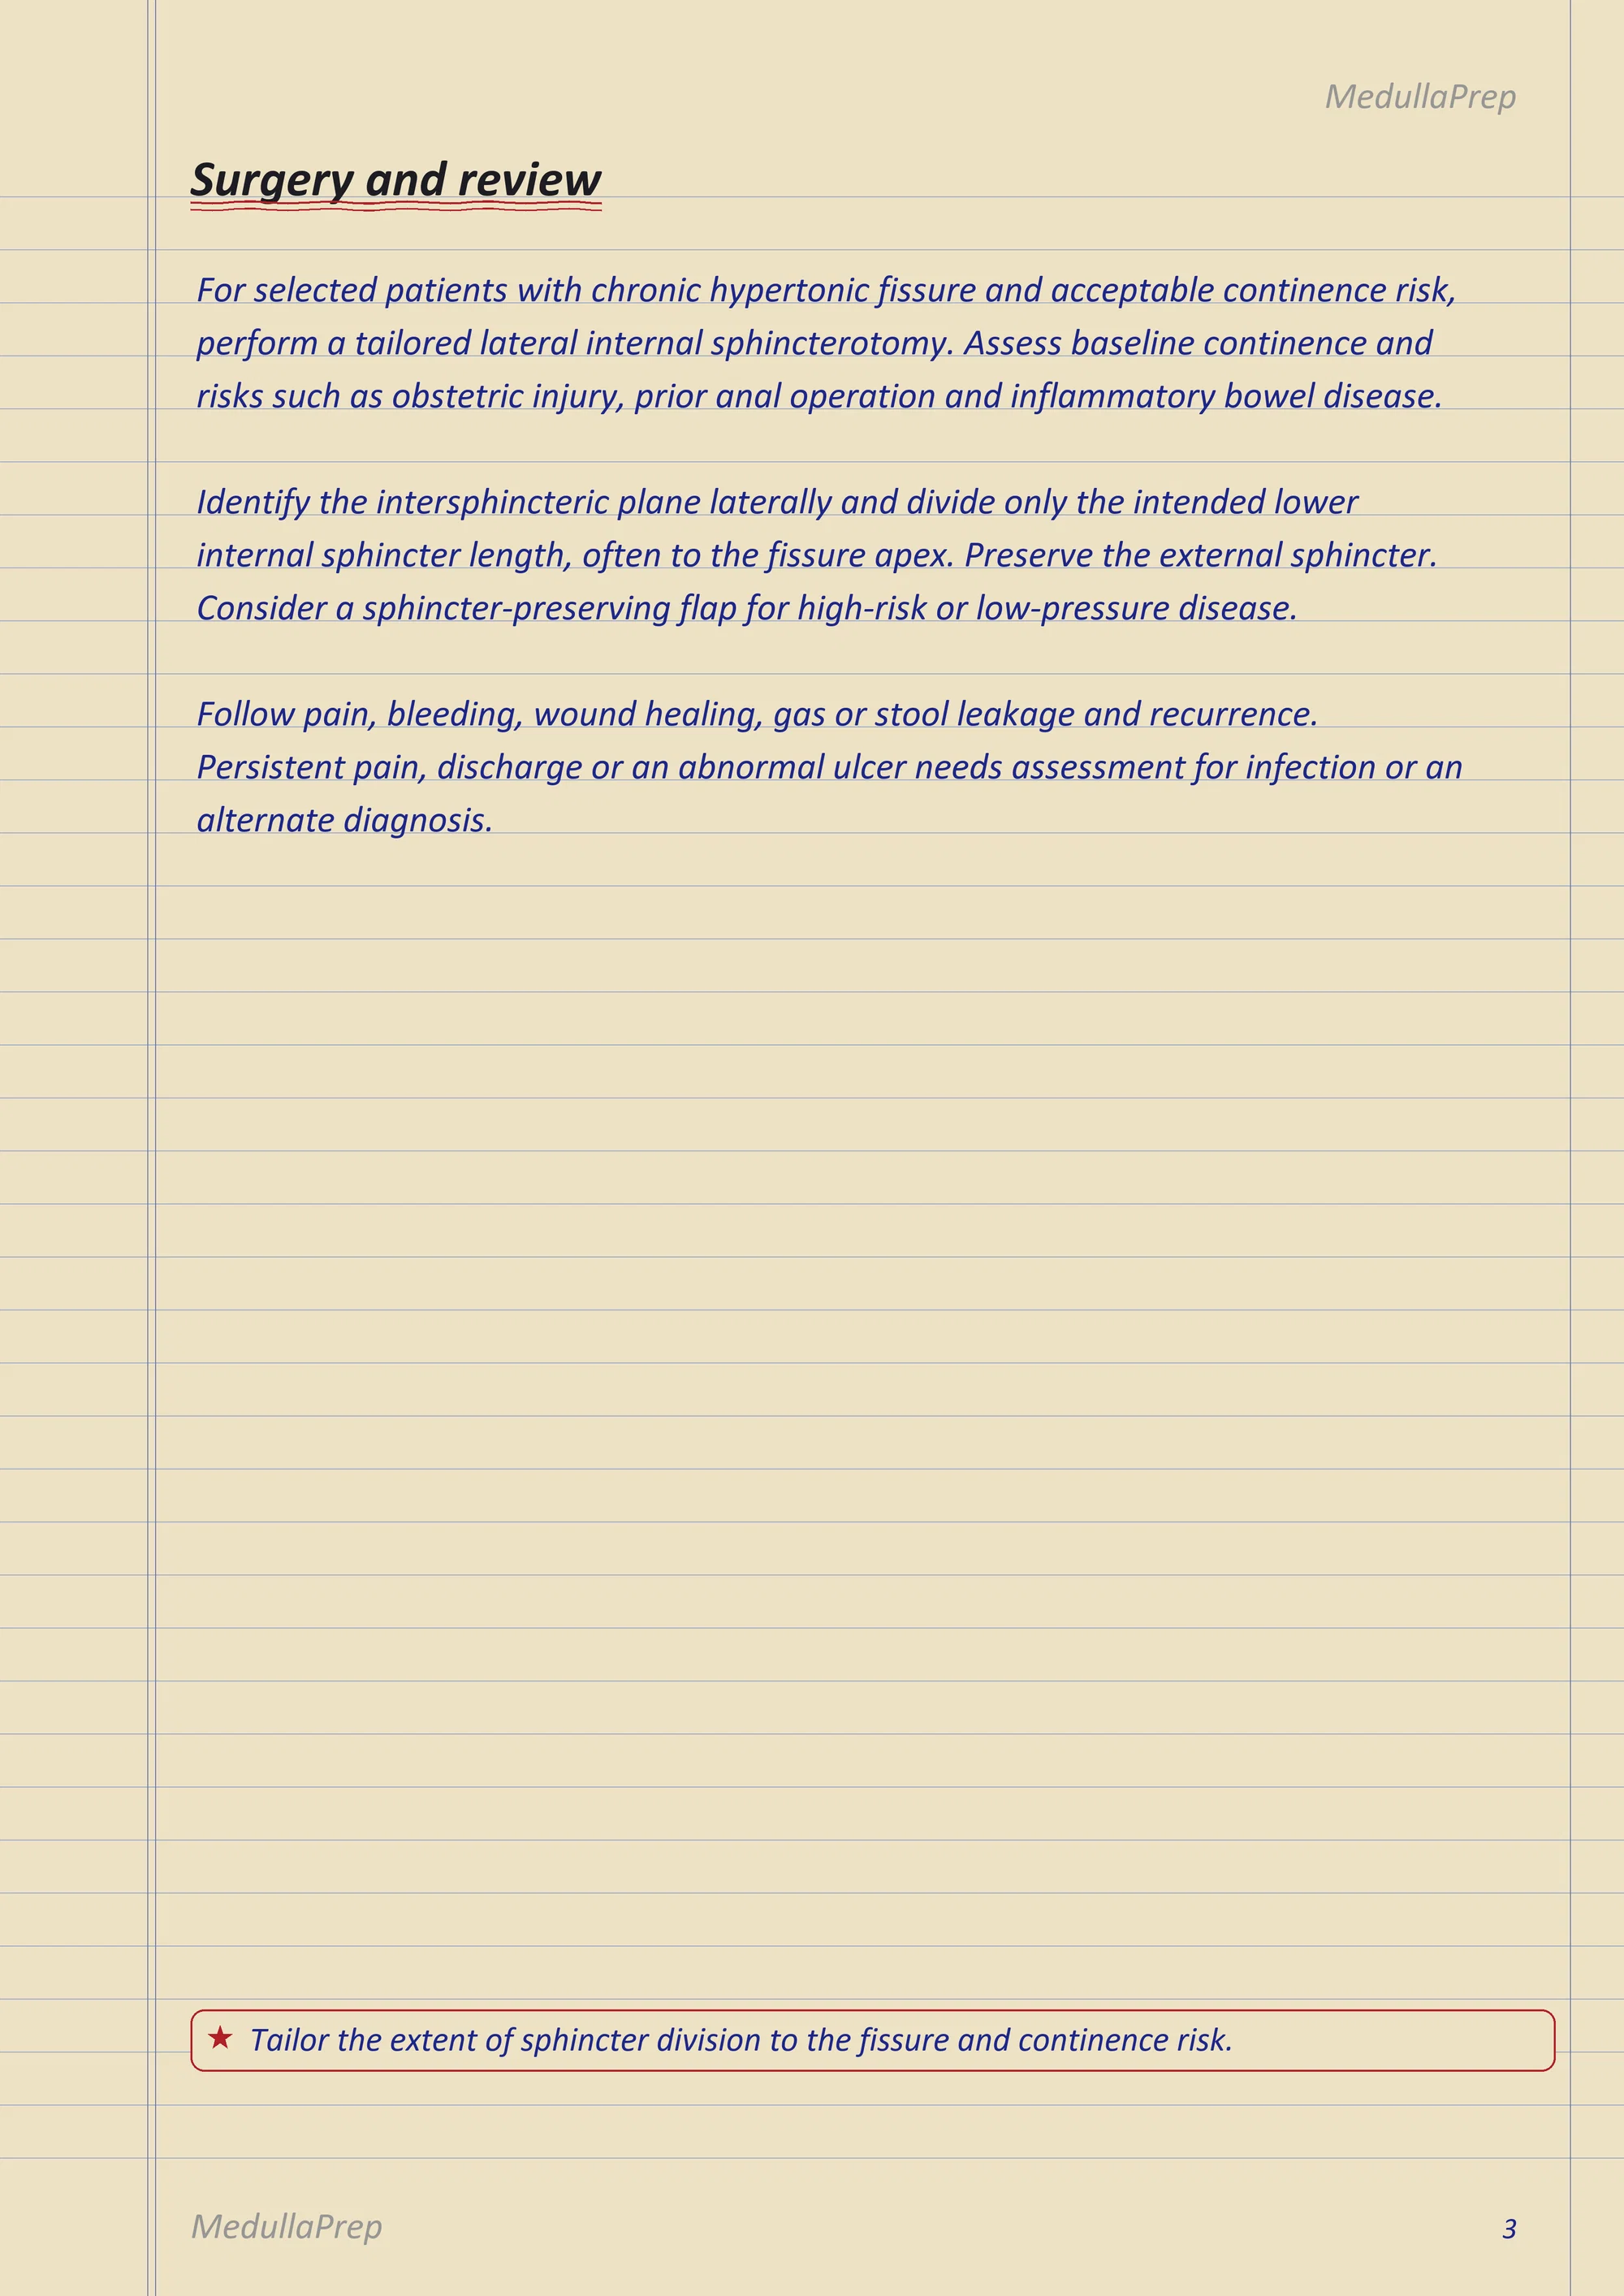 MedullaPrep
Surgery and review
For selected patients with chronic hypertonic fissure and acceptable continence risk,
perform a tailored lateral internal sphincterotomy. Assess baseline continence and
risks such as obstetric injury, prior anal operation and inflammatory bowel disease.
Identify the intersphincteric plane laterally and divide only the intended lower
internal sphincter length, often to the fissure apex. Preserve the external sphincter.
Consider a sphincter-preserving flap for high-risk or low-pressure disease.
Follow pain, bleeding, wound healing, gas or stool leakage and recurrence.
Persistent pain, discharge or an abnormal ulcer needs assessment for infection or an
alternate diagnosis.
★ Tailor the extent of sphincter division to the fissure and continence risk.
MedullaPrep
3